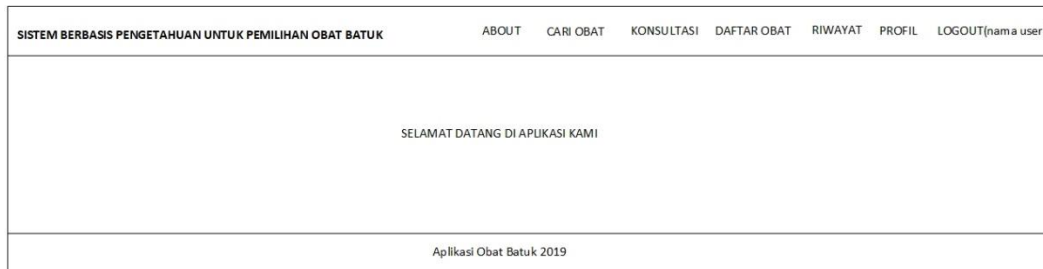 SISTEM BERBASIS PENGETAHUAN UNTUK PEMILIHAN OBAT BATUK ABOUT CARI OBAT KONSULTASI DAFTAR OBAT RIWAYAT PROFIL LOGOUT(nama user
SELAMAT DATANG DI APLIKASI KAMI
Aplikasi Obat Batuk 2019